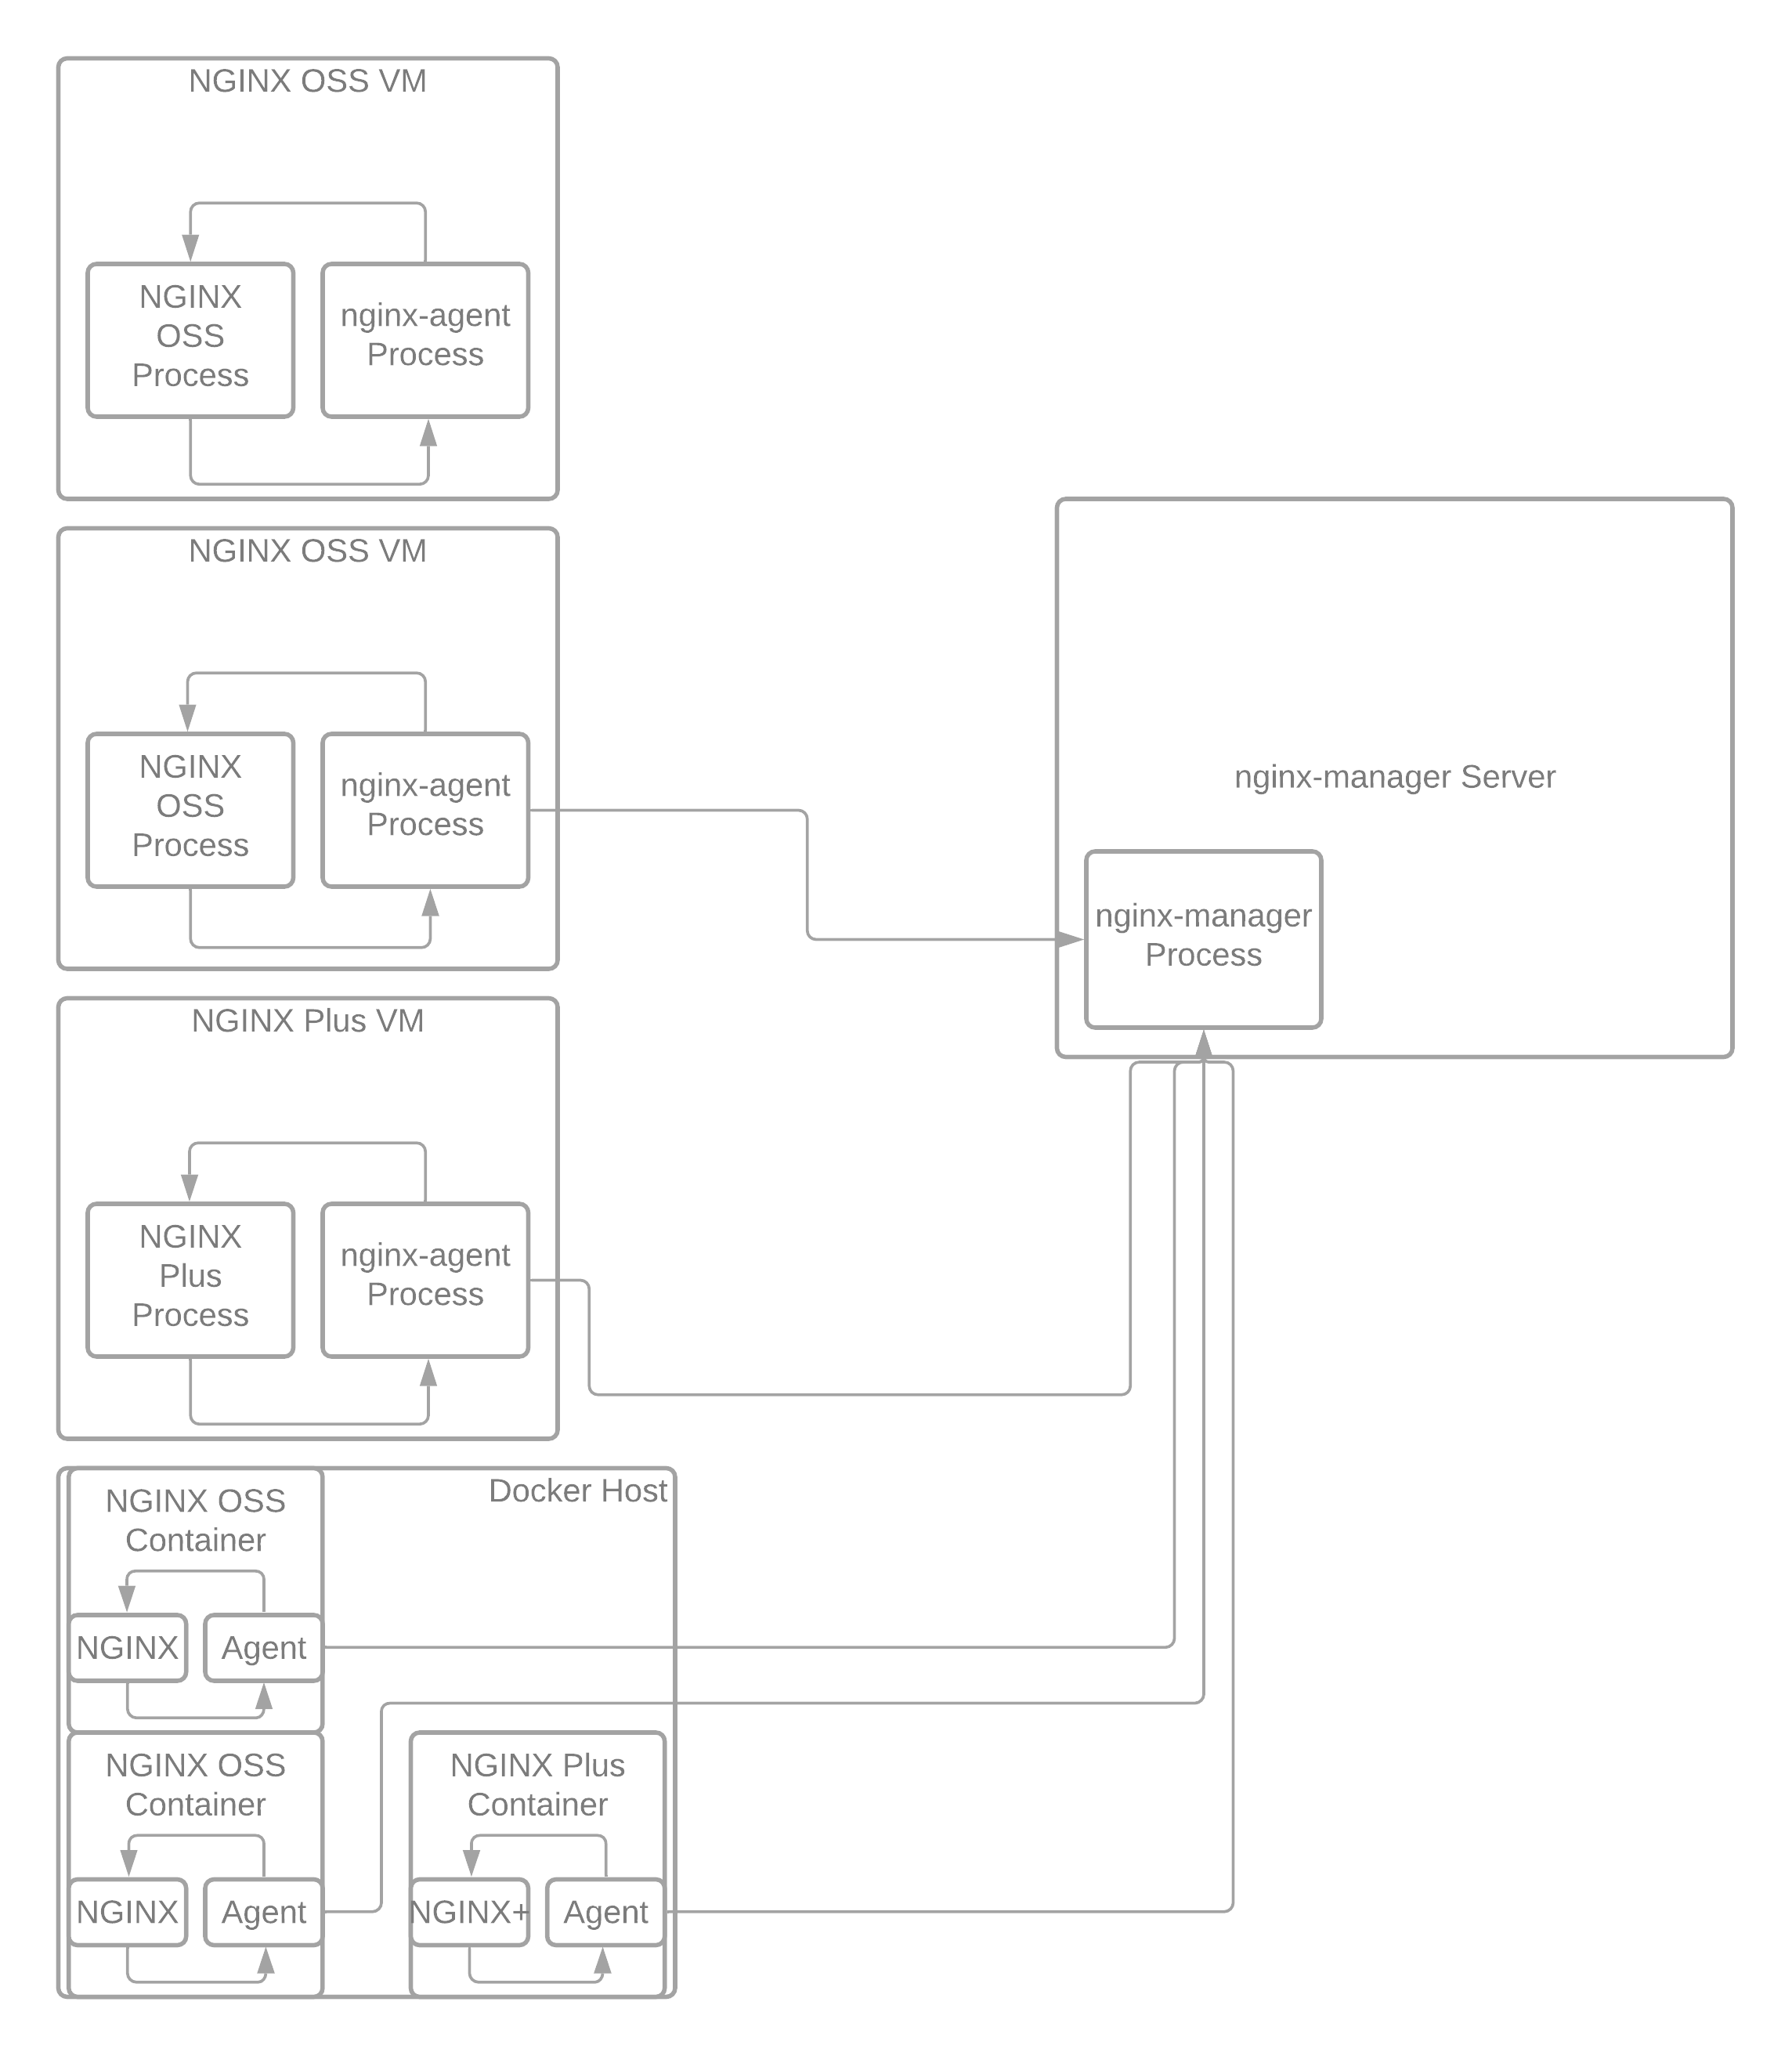 NGINX OSS VM
NGINX
OSS
Process
nginx-agent
Process
NGINX OSS VM
NGINX
OSS
Process
nginx-agent
Process
nginx-manager Server
nginx-manager
Process
NGINX Plus VM
NGINX
Plus
Process
nginx-agent
Process
Docker Host
NGINX OSS
Container
NGINX
Agent
NGINX OSS
Container
NGINX
Agent
NGINX Plus
Container
NGINX+
Agent